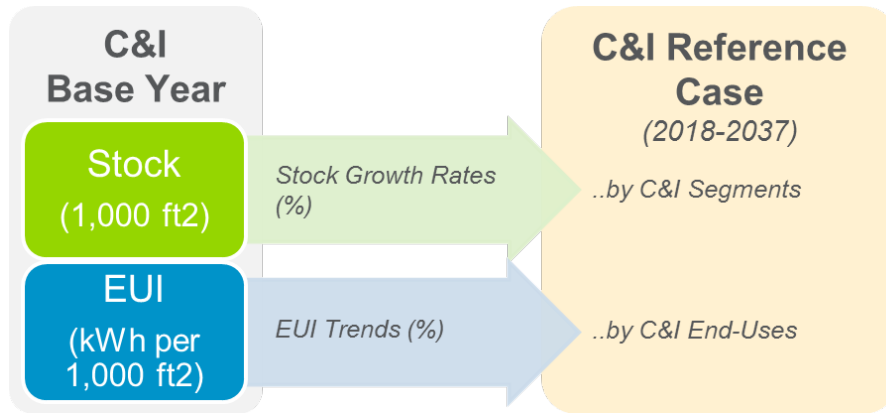 C&I
Base Year
Stock
(1,000 ft2)
EUI
(kWh per
1,000 ft2)
Stock Growth Rates
(%)
EUI Trends (%)
C&I Reference
Case
(2018-2037)
..by C&I Segments
..by C&I End-Uses